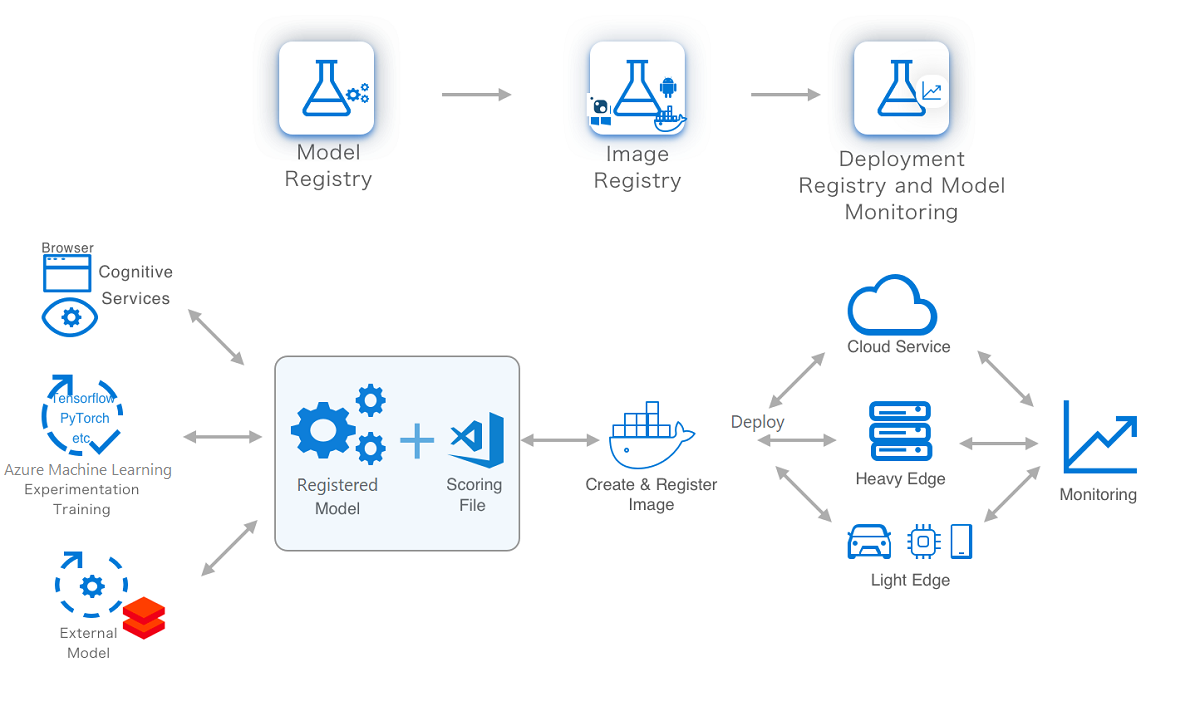 Model
Registry
Image
Registry
Deployment
Registry and Model
Monitoring
Browser
Cognitive
Services
Tensorflow
PyTorch
etc
Azure Machine Learning
Experimentation
Training
External
Model
Registered
Model
Scoring
File
Create & Register
Image
Deploy
Cloud Service
Heavy Edge
Light Edge
Monitoring